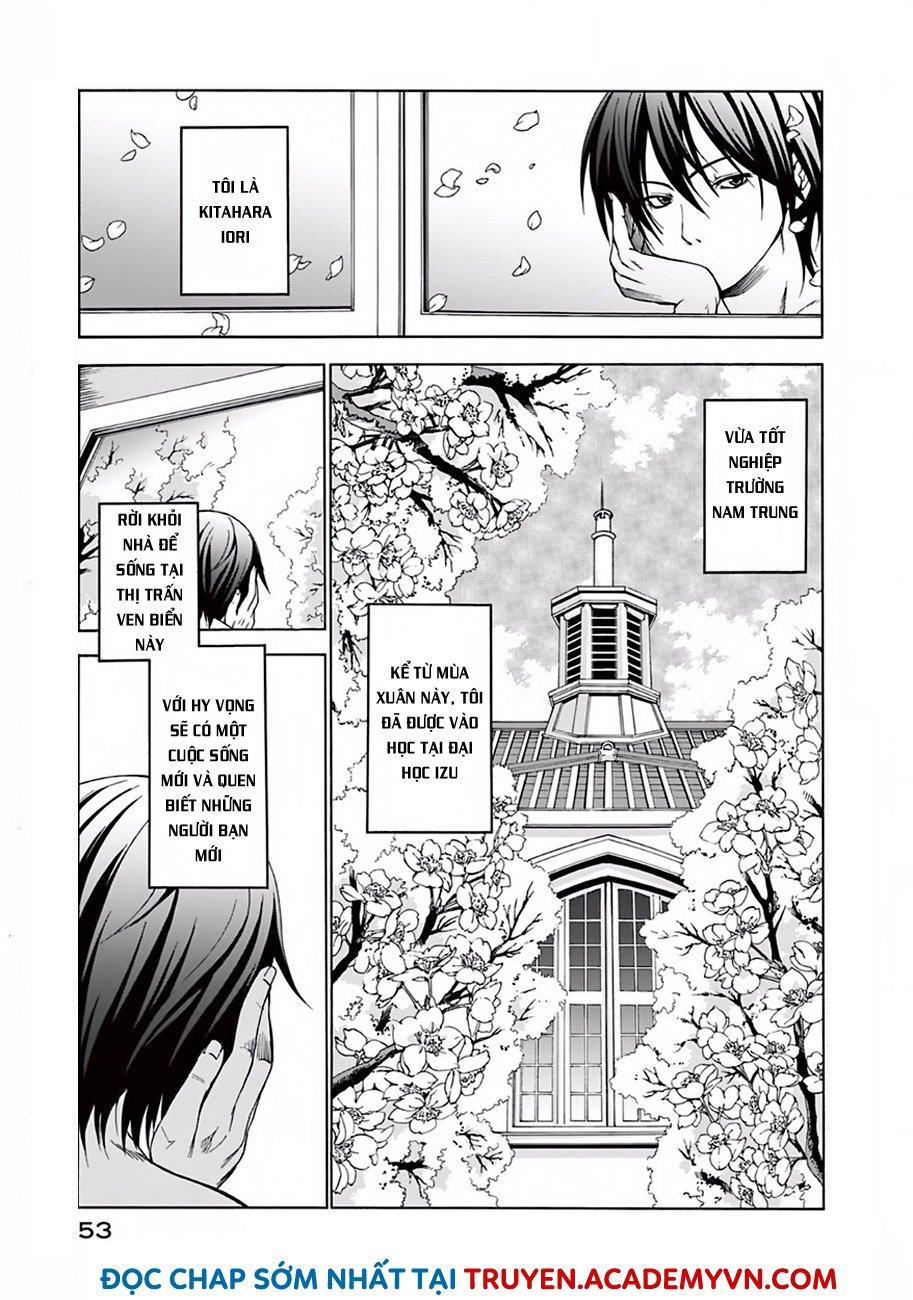 TÔI LÀ
KITAHARA
IORI
VỪA TỐT
NGHIỆP
TRƯỜNG
NAM TRUNG
KỂ TỪ MÙA
XUÂN NÀY, TÔI
ĐÃ ĐƯỢC VÀO
HỌC TẠI ĐẠI
HỌC IZU
RỜI KHỎI
NHÀ ĐỂ
SỐNG TẠI
THỊ TRẤN
VEN BIỂN
NÀY
VỚI HY VỌNG
SẼ CÓ MỘT
CUỘC SỐNG
MỚI VÀ QUEN
BIẾT NHỮNG
NGƯỜI BẠN
MỚI
53
ĐỌC CHAP SỚM NHẤT TẠI TRUYEN.ACADEMYVN.COM